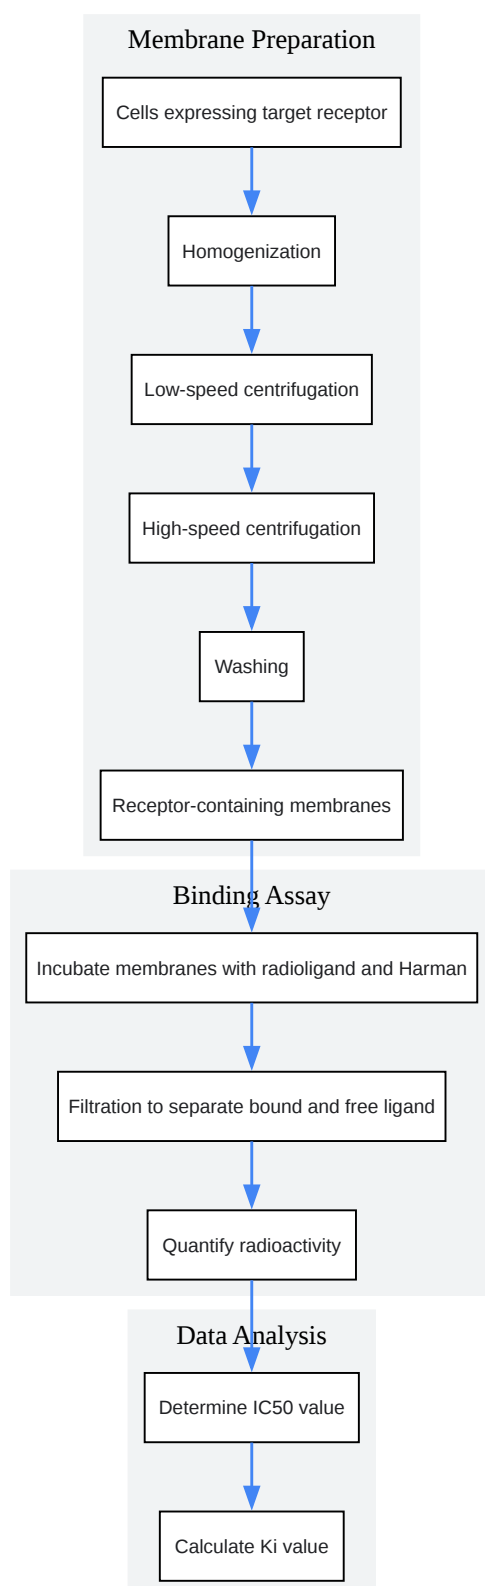 Membrane Preparation
Cells expressing target receptor
Homogenization
Low-speed centrifugation
High-speed centrifugation
Washing
Receptor-containing membranes
Binding Assay
Incubate membranes with radioligand and Harman
Filtration to separate bound and free ligand
Quantify radioactivity
Data Analysis
Determine IC50 value
Calculate Ki value